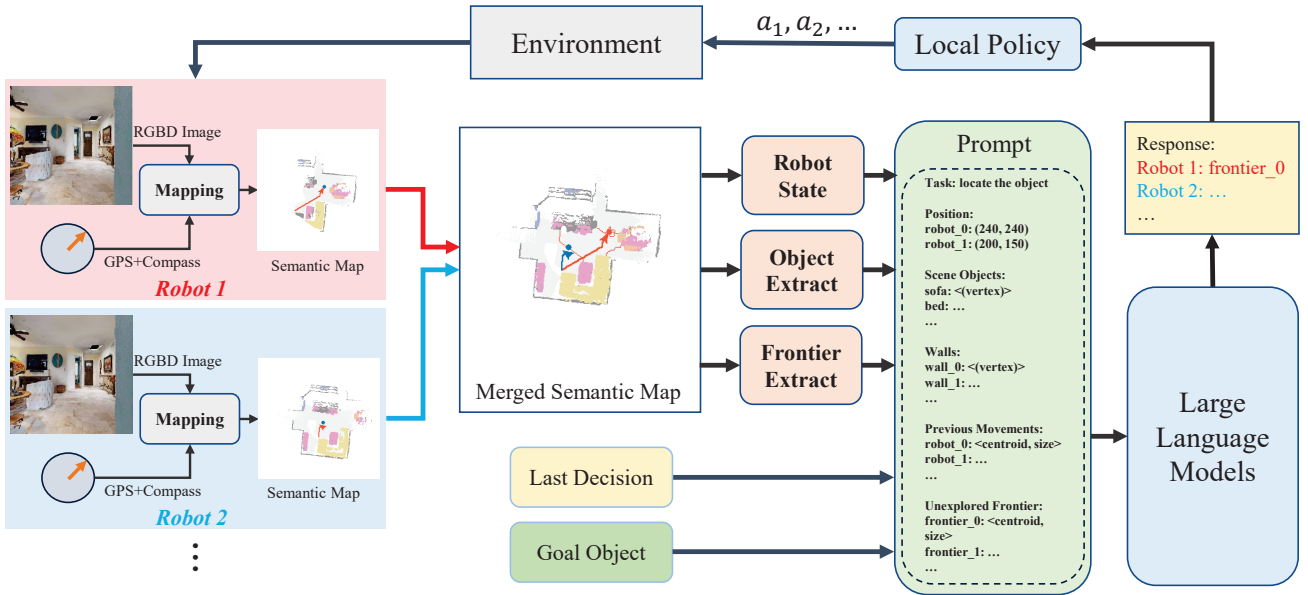 Environment
a₁, a₂, ...
Local Policy
RGBD Image
Mapping
GPS+Compass
Semantic Map
Robot 1
RGBD Image
Mapping
GPS+Compass
Semantic Map
Robot 2
Merged Semantic Map
Robot
State
Object
Extract
Frontier
Extract
Last Decision
Goal Object
Prompt
Task: locate the object
Position:
robot_0: (240, 240)
robot_1: (200, 150)
Scene Objects:
sofa: <(vertex)>
bed: ...
...
Walls:
wall_0: <(vertex)>
wall_1: ...
...
Previous Movements:
robot_0: <centroid, size>
robot_1: ...
...
Unexplored Frontier:
frontier_0: <centroid,
size>
frontier_1: ...
...
Response:
Robot 1: frontier_0
Robot 2: ...
...
Large
Language
Models